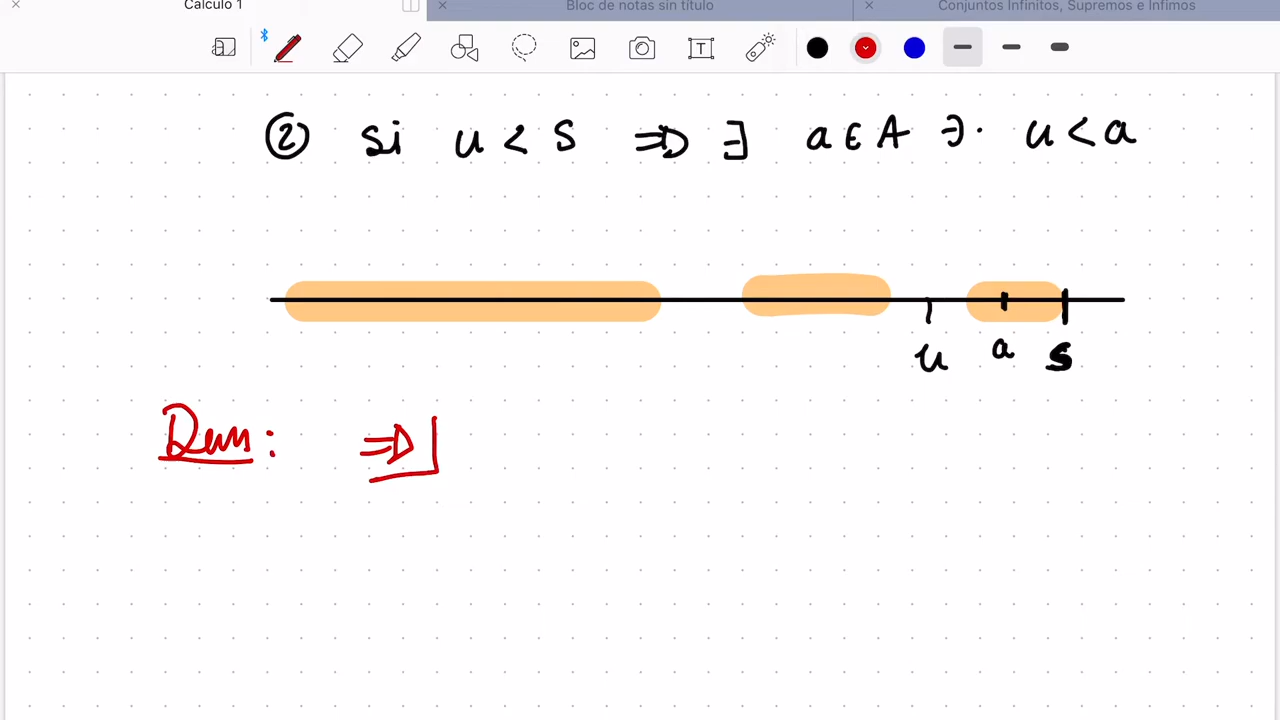 Calculo 1 Bloc de notas sin título Conjuntos Infinitos, Supremos e Infimos
T
② si u < S ⇒ ∃ a ∈ A ∋· u < a
u a s
Dem: ⇒